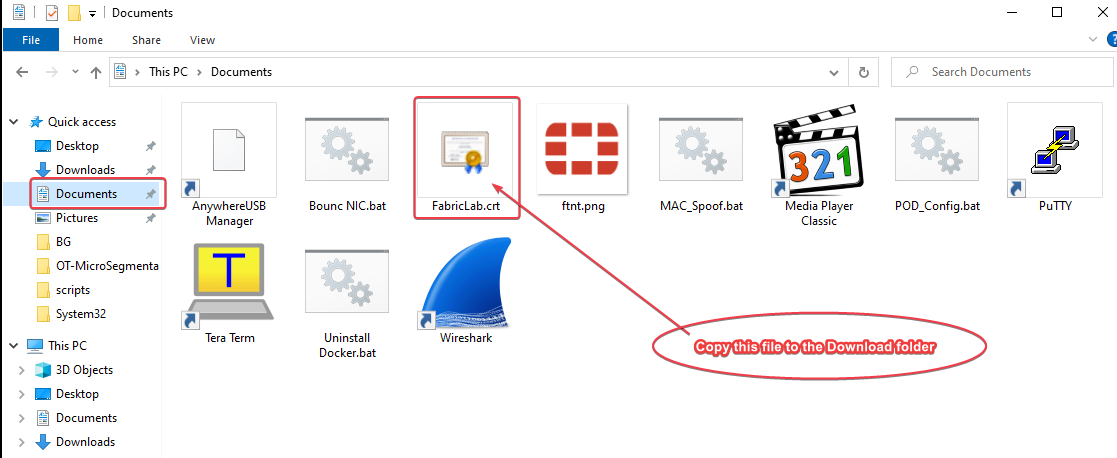 Documents
File
Home
Share
View
This PC
Documents
Search Documents
Quick access
Desktop
Downloads
Documents
Pictures
BG
OT-MicroSegmenta
scripts
System32
This PC
3D Objects
Desktop
Documents
Downloads
AnywhereUSB
Manager
Bounc NIC.bat
FabricLab.crt
ftnt.png
MAC_Spoof.bat
321
Media Player
Classic
POD_Config.bat
PuTTY
T
Tera Term
Uninstall
Docker.bat
Wireshark
Copy this file to the Download folder